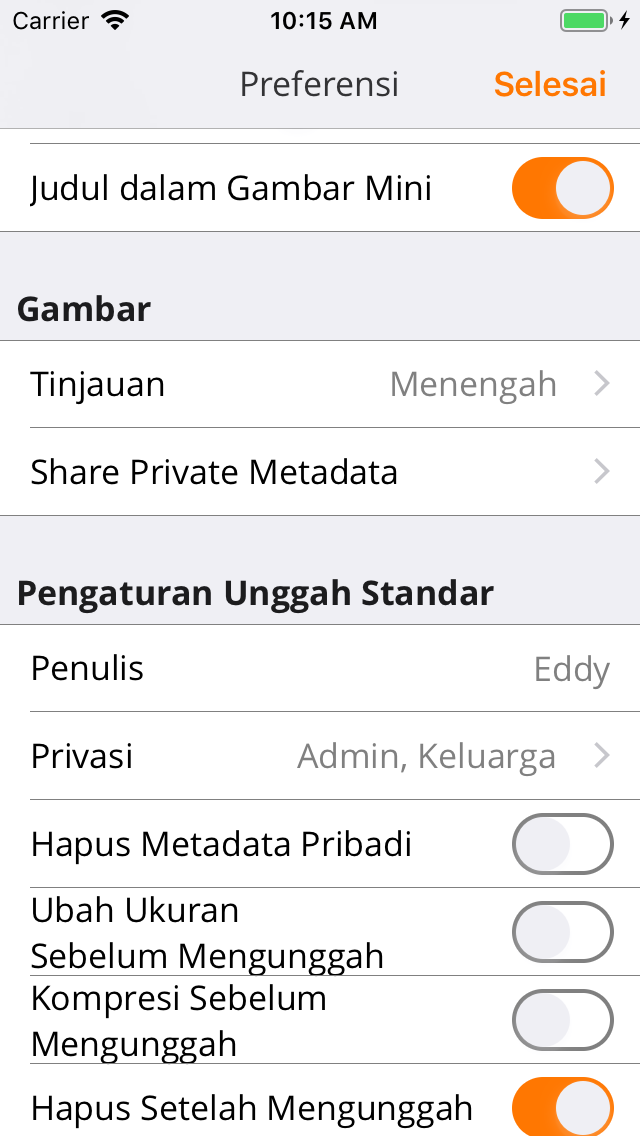 Carrier 10:15 AM
Preferensi Selesai
Judul dalam Gambar Mini
Gambar
Tinjauan Menengah
Share Private Metadata
Pengaturan Unggah Standar
Penulis Eddy
Privasi Admin, Keluarga
Hapus Metadata Pribadi
Ubah Ukuran
Sebelum Mengunggah
Kompresi Sebelum
Mengunggah
Hapus Setelah Mengunggah